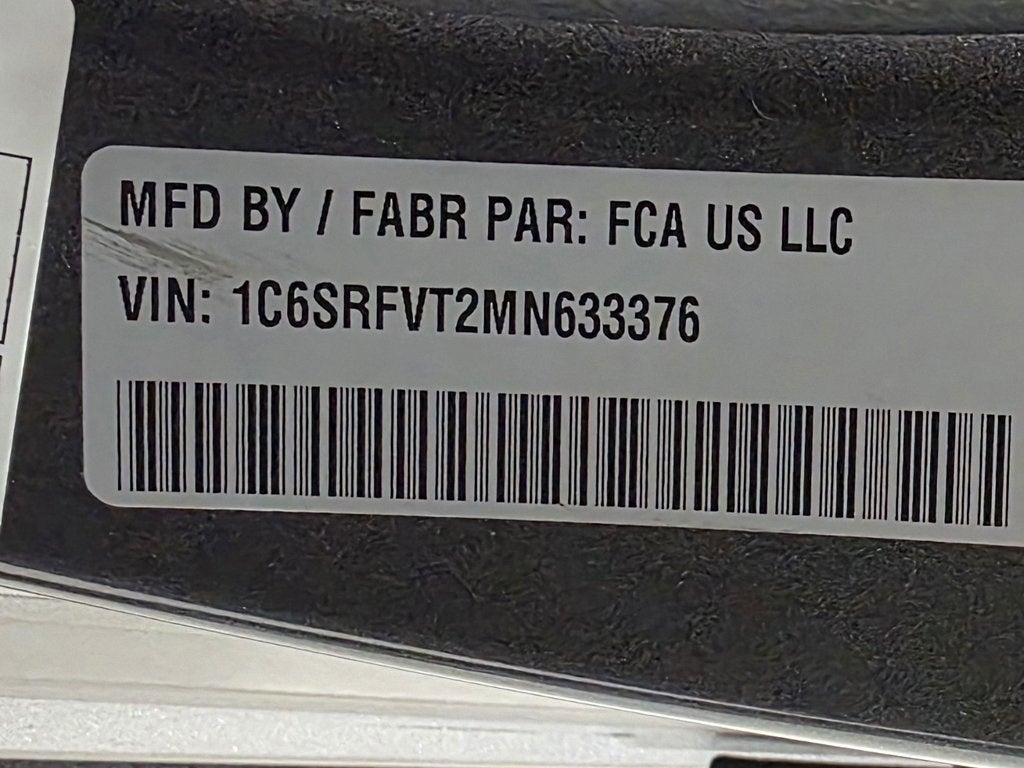 MFD BY / FABR PAR: FCA US LLC
VIN: 1C6SRFVT2MN633376